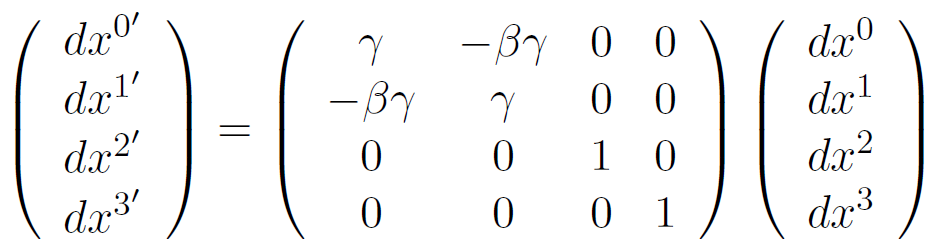 dx^{0'} γ −βγ 0 0 dx^0
dx^{1'} −βγ γ 0 0 dx^1
=
dx^{2'} 0 0 1 0 dx^2
dx^{3'} 0 0 0 1 dx^3